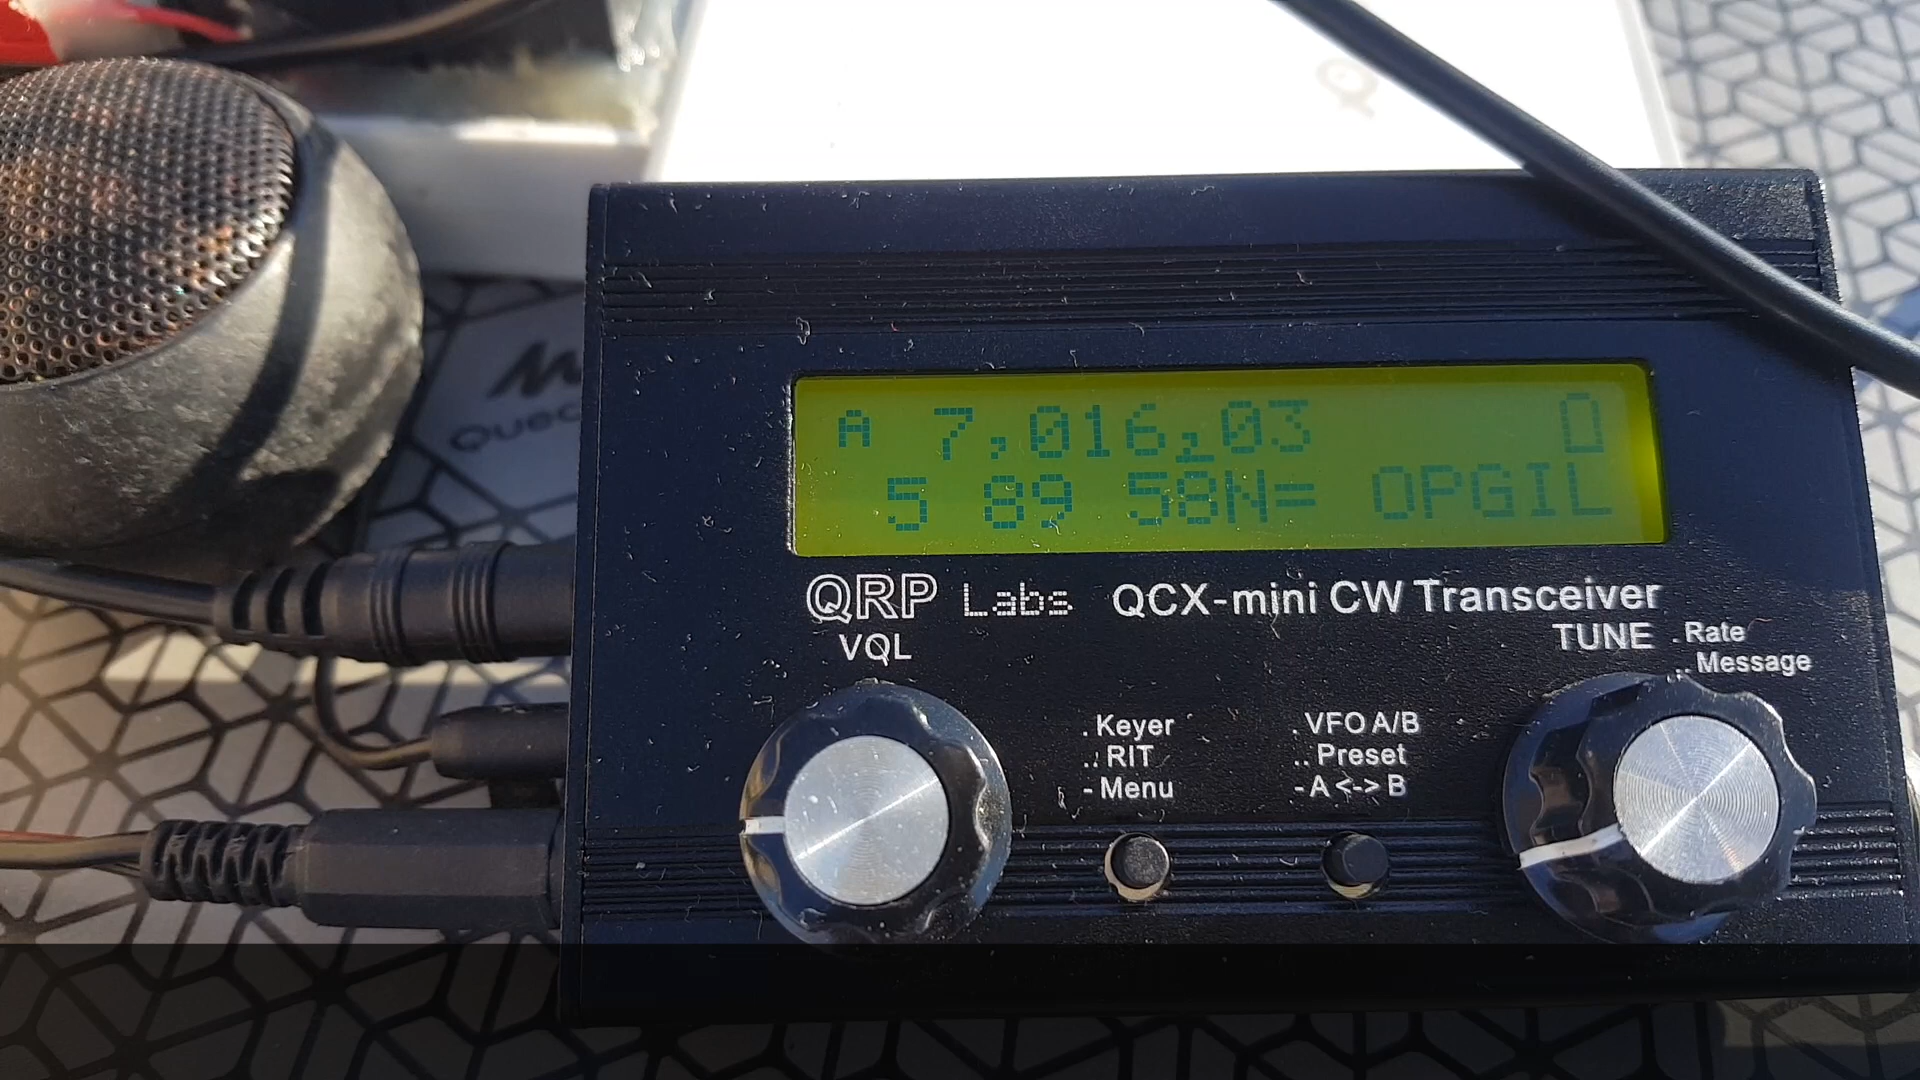 A 7,016,03
5 89 58N= OPGIL
QRP Labs QCX-mini CW Transceiver
VOL
TUNE . Rate
.. Message
. Keyer
.. RIT
- Menu
. VFO A/B
.. Preset
- A <-> B